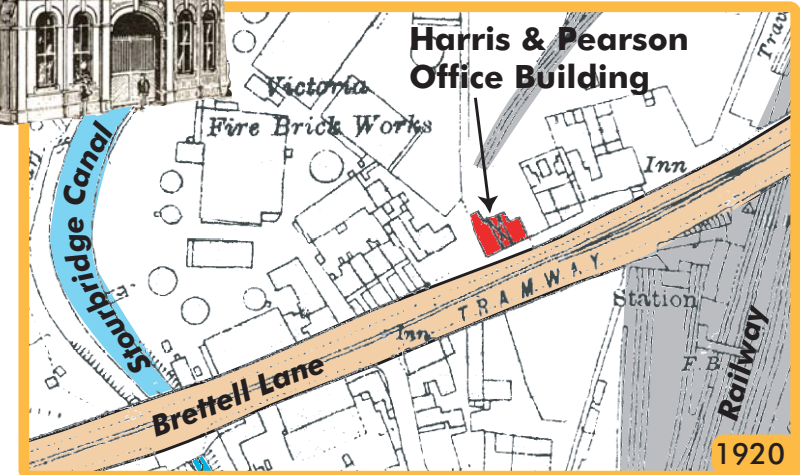 Harris & Pearson
Office Building
Victoria
Fire Brick Works
Inn
Stourbridge Canal
TRAMWAY
Station
Inn
F.B.
Railway
Brettell Lane
1920